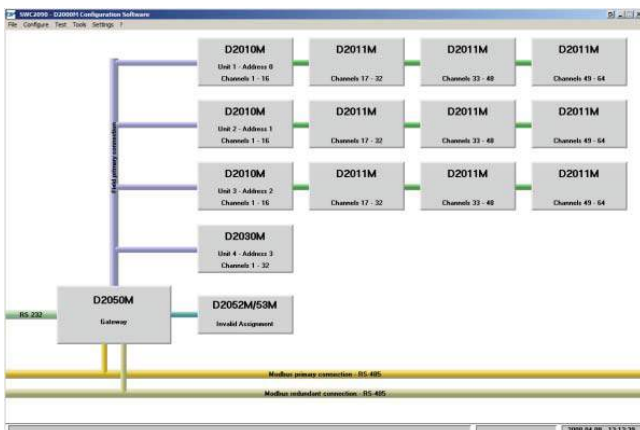 SWC2090 - D2000M Configuration Software
File Configure Test Tools Settings ?
D2010M D2011M D2011M D2011M
Unit 1 - Address 0
Channels 1 - 16 Channels 17 - 32 Channels 33 - 48 Channels 49 - 64
D2010M D2011M D2011M D2011M
Unit 2 - Address 1
Channels 1 - 16 Channels 17 - 32 Channels 33 - 48 Channels 49 - 64
Field primary connection
D2010M D2011M D2011M D2011M
Unit 3 - Address 2
Channels 1 - 16 Channels 17 - 32 Channels 33 - 48 Channels 49 - 64
D2030M
Unit 4 - Address 3
Channels 1 - 32
D2050M D2052M/53M
RS 232 Gateway Invalid Assignment
Modbus primary connection - RS-485
Modbus redundant connection - RS-485